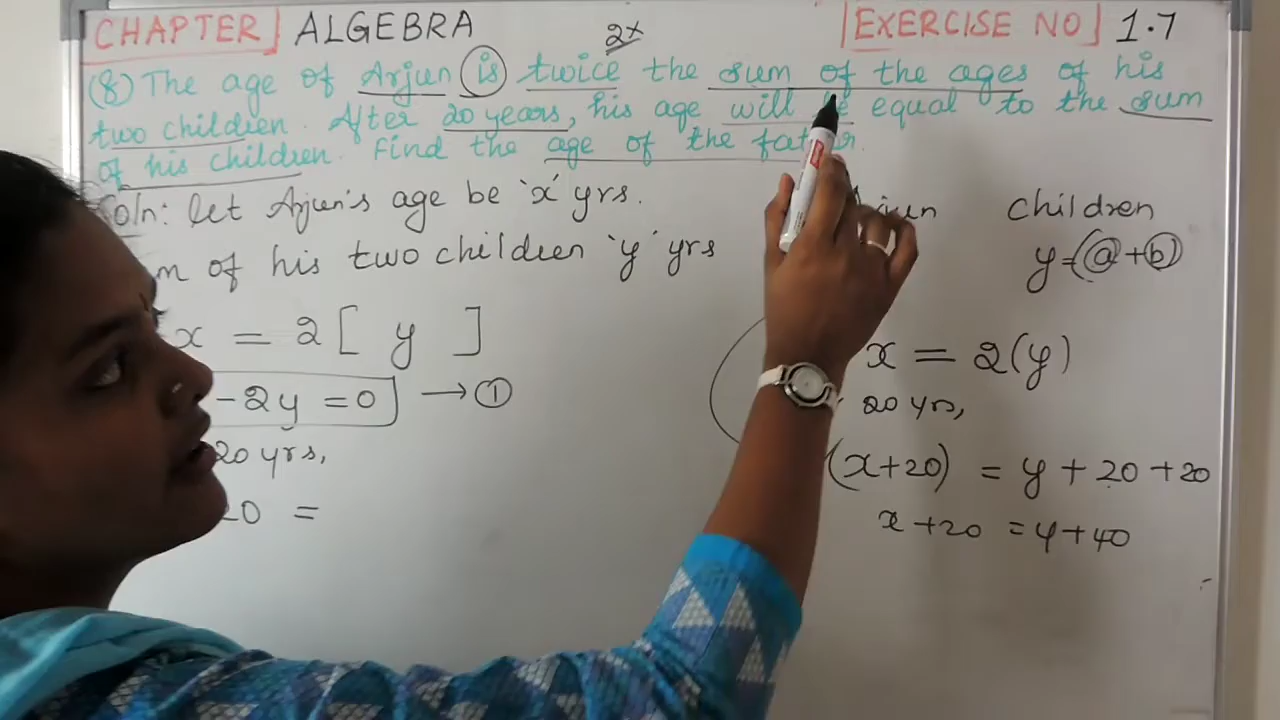 CHAPTER] ALGEBRA 2x |EXERCISE NO] 1.7
(8) The age of Arjun is twice the sum of the ages of his
two children. After 20 years, his age will be equal to the sum
of his children. Find the age of the father.
Soln: let Arjun's age be 'x' yrs.
of his two children 'y' yrs
x = 2[ y ]
-2y = 0 → ①
20 yrs,
20 =
children
y = (a + b)
x = 2(y)
20 yrs,
(x+20) = y + 20 + 20
x + 20 = y + 40